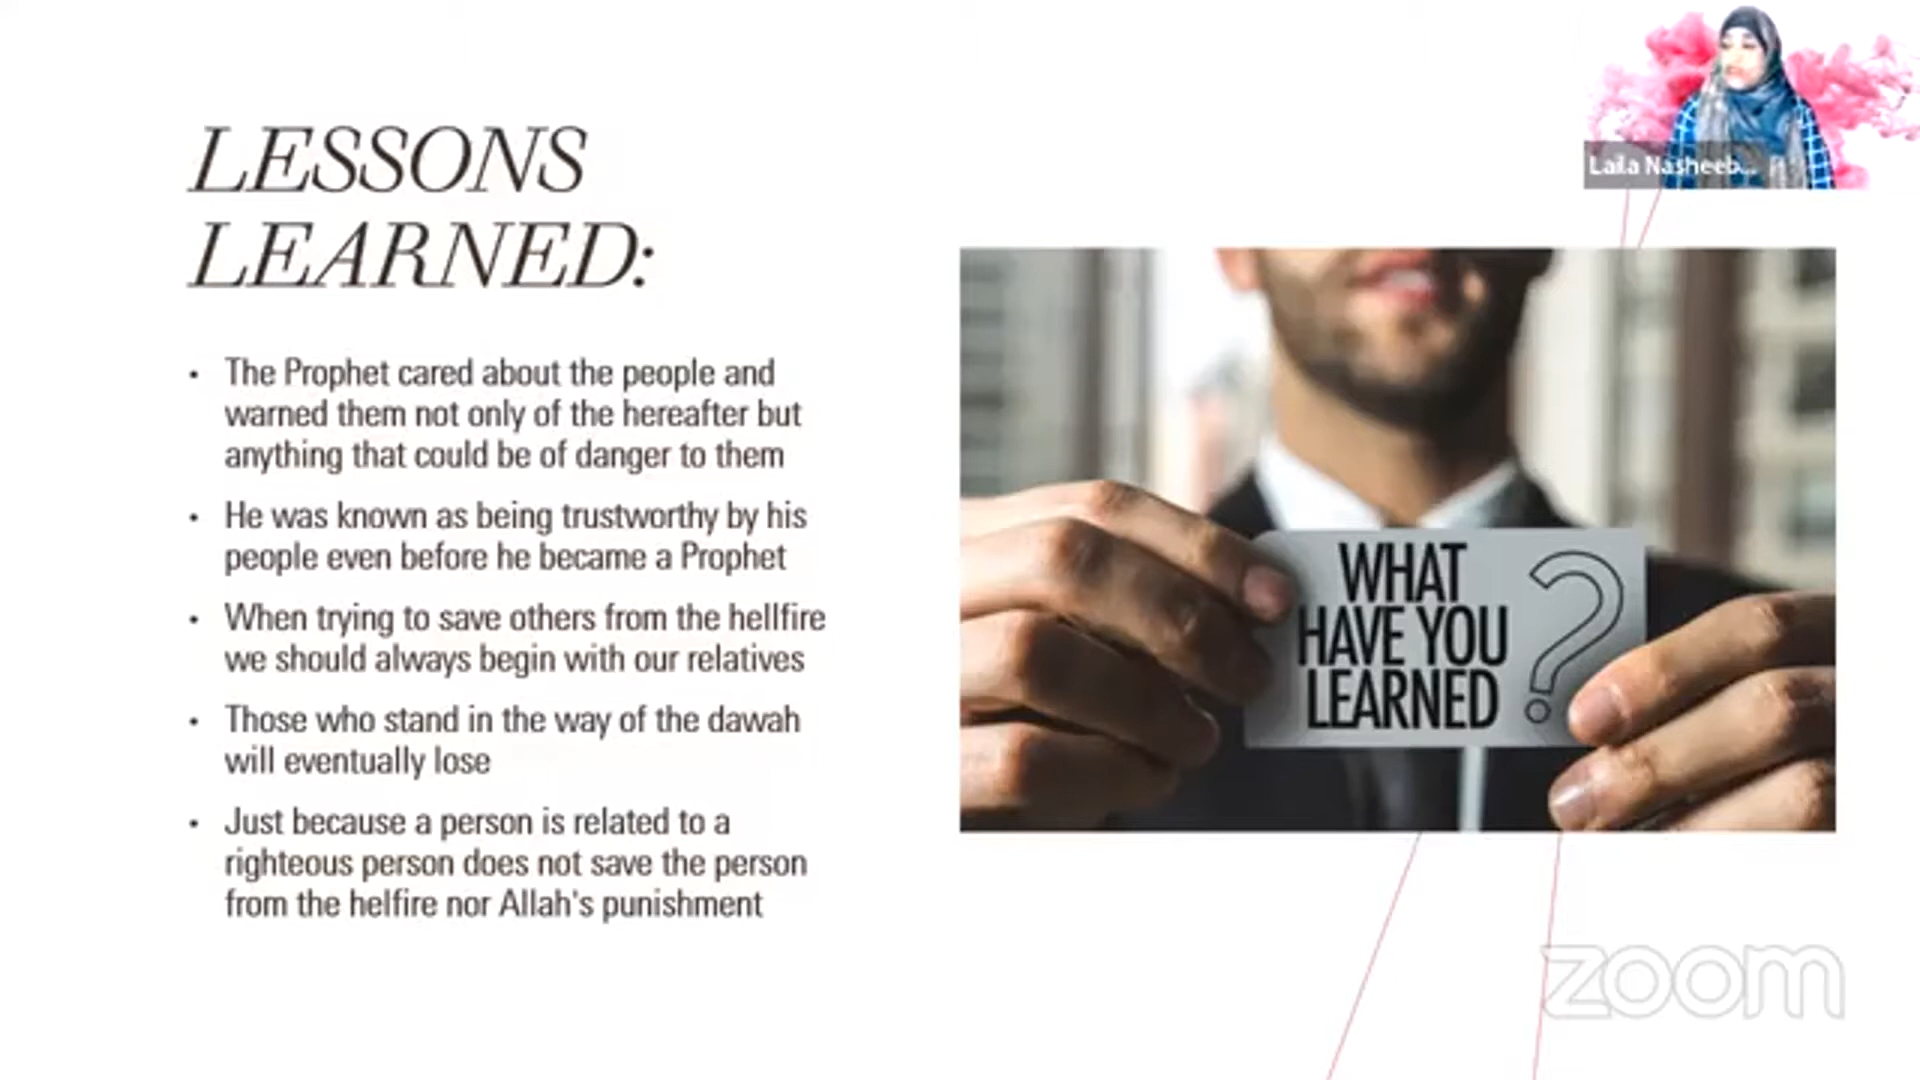 Laila Nasheeb...
LESSONS
LEARNED:
• The Prophet cared about the people and
warned them not only of the hereafter but
anything that could be of danger to them
• He was known as being trustworthy by his
people even before he became a Prophet
• When trying to save others from the hellfire
we should always begin with our relatives
• Those who stand in the way of the dawah
will eventually lose
• Just because a person is related to a
righteous person does not save the person
from the helfire nor Allah's punishment
WHAT
HAVE YOU
LEARNED ?
zoom